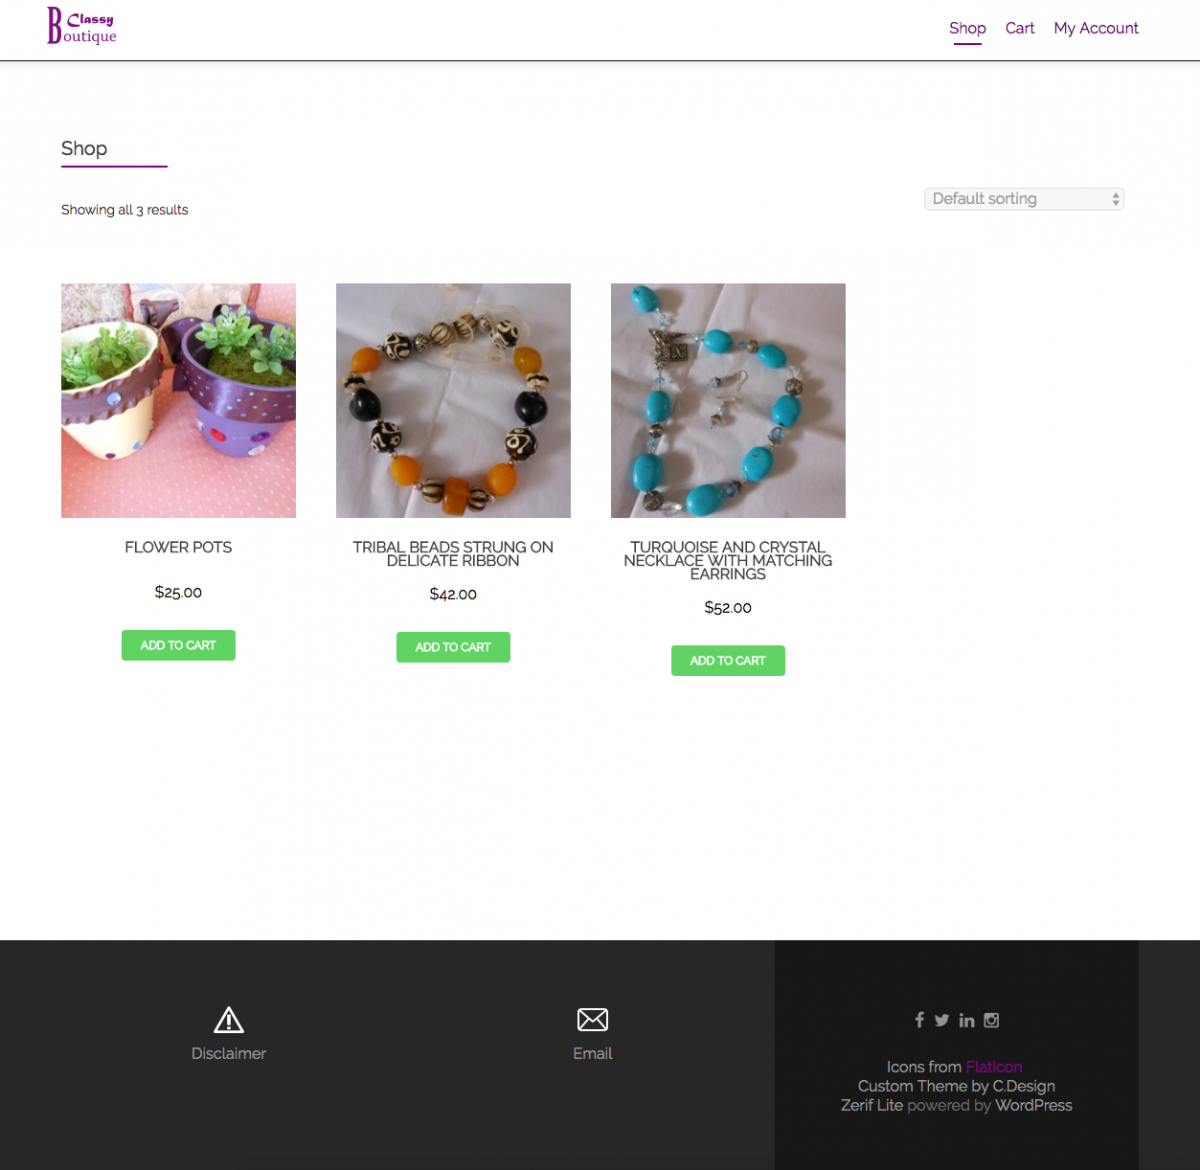 Classy
Boutique
Shop
Cart
My Account
Shop
Showing all 3 results
Default sorting
FLOWER POTS
$25.00
ADD TO CART
TRIBAL BEADS STRUNG ON
DELICATE RIBBON
$42.00
ADD TO CART
TURQUOISE AND CRYSTAL
NECKLACE WITH MATCHING
EARRINGS
$52.00
ADD TO CART
Disclaimer
Email
Icons from Flaticon
Custom Theme by C.Design
Zerif Lite powered by WordPress